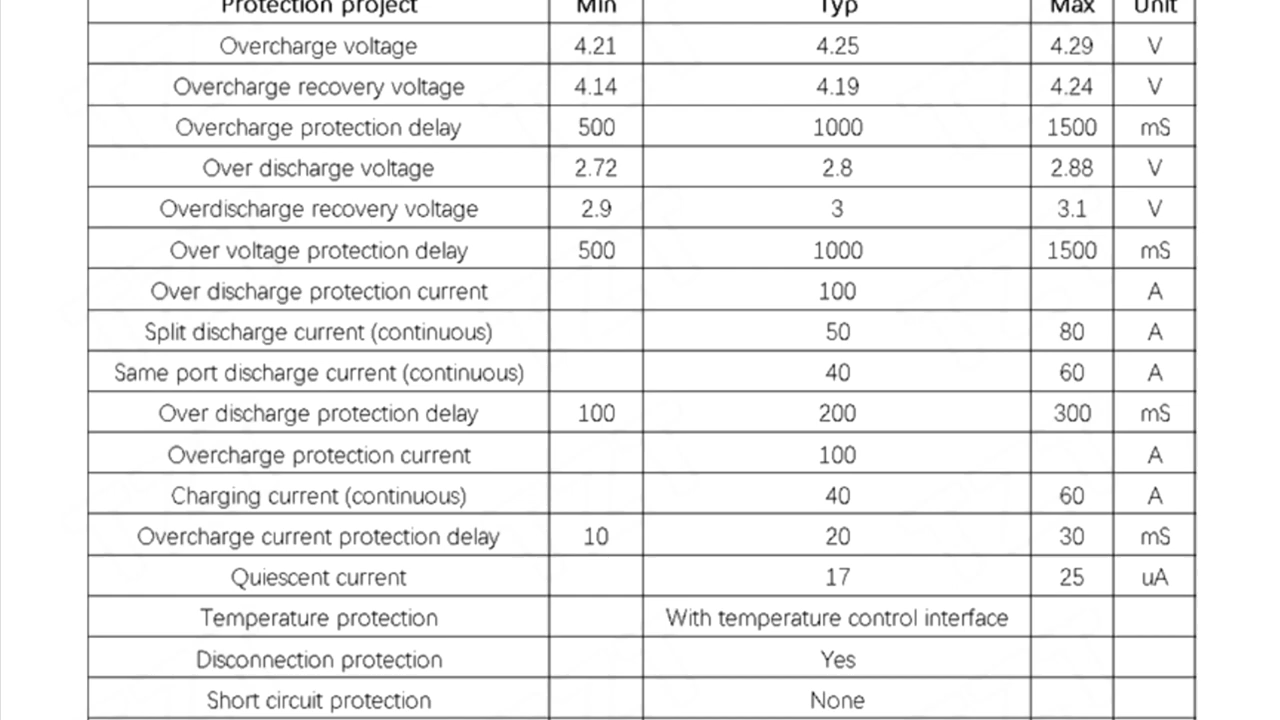 Protection project Min Typ Max Unit
Overcharge voltage 4.21 4.25 4.29 V
Overcharge recovery voltage 4.14 4.19 4.24 V
Overcharge protection delay 500 1000 1500 mS
Over discharge voltage 2.72 2.8 2.88 V
Overdischarge recovery voltage 2.9 3 3.1 V
Over voltage protection delay 500 1000 1500 mS
Over discharge protection current 100 A
Split discharge current (continuous) 50 80 A
Same port discharge current (continuous) 40 60 A
Over discharge protection delay 100 200 300 mS
Overcharge protection current 100 A
Charging current (continuous) 40 60 A
Overcharge current protection delay 10 20 30 mS
Quiescent current 17 25 uA
Temperature protection With temperature control interface
Disconnection protection Yes
Short circuit protection None